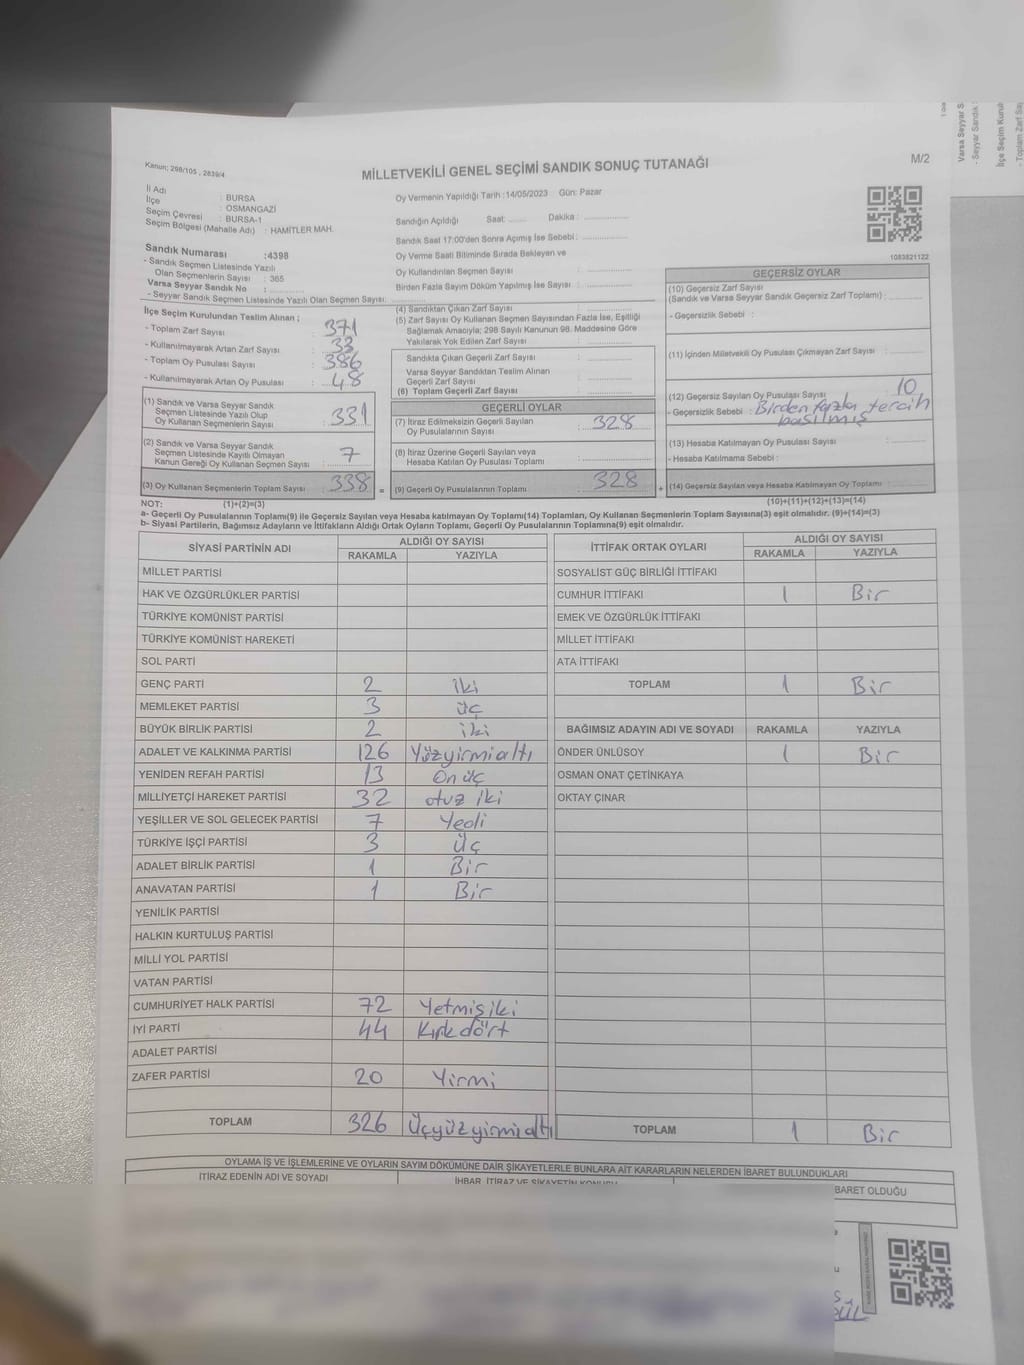 Kanun: 298/105 , 2839/4
MİLLETVEKİLİ GENEL SEÇİMİ SANDIK SONUÇ TUTANAĞI
M/2
İl Adı : BURSA
İlçe : OSMANGAZİ
Seçim Çevresi : BURSA-1
Seçim Bölgesi (Mahalle Adı) : HAMİTLER MAH.
Sandık Numarası :4398
- Sandık Seçmen Listesinde Yazılı
Olan Seçmenlerin Sayısı : 365
Varsa Seyyar Sandık No :
- Seyyar Sandık Seçmen Listesinde Yazılı Olan Seçmen Sayısı:
Oy Vermenin Yapıldığı Tarih :14/05/2023 Gün: Pazar
Sandığın Açıldığı Saat: Dakika :
Sandık Saat 17:00'den Sonra Açılmış İse Sebebi :
Oy Verme Saati Bitiminde Sırada Bekleyen ve
Oy Kullandırılan Seçmen Sayısı :
Birden Fazla Sayım Döküm Yapılmış İse Sayısı :
1083821122
İlçe Seçim Kurulundan Teslim Alınan ;
- Toplam Zarf Sayısı : 371
- Kullanılmayarak Artan Zarf Sayısı : 33
- Toplam Oy Pusulası Sayısı : 386
- Kullanılmayarak Artan Oy Pusulası : 48
(1) Sandık ve Varsa Seyyar Sandık
Seçmen Listesinde Yazılı Olup
Oy Kullanan Seçmenlerin Sayısı : 331
(2) Sandık ve Varsa Seyyar Sandık
Seçmen Listesinde Kayıtlı Olmayan
Kanun Gereği Oy Kullanan Seçmen Sayısı : 7
(3) Oy Kullanan Seçmenlerin Toplam Sayısı : 338 =
(4) Sandıktan Çıkan Zarf Sayısı :
(5) Zarf Sayısı Oy Kullanan Seçmen Sayısından Fazla İse, Eşitliği
Sağlamak Amacıyla; 298 Sayılı Kanunun 98. Maddesine Göre
Yakılarak Yok Edilen Zarf Sayısı :
Sandıkta Çıkan Geçerli Zarf Sayısı :
Varsa Seyyar Sandıktan Teslim Alınan
Geçerli Zarf Sayısı :
(6) Toplam Geçerli Zarf Sayısı :
GEÇERLİ OYLAR
(7) İtiraz Edilmeksizin Geçerli Sayılan
Oy Pusulalarının Sayısı : 328
(8) İtiraz Üzerine Geçerli Sayılan veya
Hesaba Katılan Oy Pusulası Toplamı :
(9) Geçerli Oy Pusulalarının Toplamı : 328 +
GEÇERSİZ OYLAR
(10) Geçersiz Zarf Sayısı
(Sandık ve Varsa Seyyar Sandık Geçersiz Zarf Toplamı) :
- Geçersizlik Sebebi :
(11) İçinden Milletvekili Oy Pusulası Çıkmayan Zarf Sayısı :
(12) Geçersiz Sayılan Oy Pusulası Sayısı : 10
- Geçersizlik Sebebi : Birden fazla tercih
basılmış
(13) Hesaba Katılmayan Oy Pusulası Sayısı :
- Hesaba Katılmama Sebebi :
(14) Geçersiz Sayılan veya Hesaba Katılmayan Oy Toplamı :
NOT: (1)+(2)=(3) (10)+(11)+(12)+(13)=(14)
a- Geçerli Oy Pusulalarının Toplamı(9) ile Geçersiz Sayılan veya Hesaba katılmayan Oy Toplamı(14) Toplamları, Oy Kullanan Seçmenlerin Toplam Sayısına(3) eşit olmalıdır. (9)+(14)=(3)
b- Siyasi Partilerin, Bağımsız Adayların ve İttifakların Aldığı Ortak Oyların Toplamı, Geçerli Oy Pusulalarının Toplamına(9) eşit olmalıdır.
SİYASİ PARTİNİN ADI ALDIĞI OY SAYISI
RAKAMLA YAZIYLA
MİLLET PARTİSİ
HAK VE ÖZGÜRLÜKLER PARTİSİ
TÜRKİYE KOMÜNİST PARTİSİ
TÜRKİYE KOMÜNİST HAREKETİ
SOL PARTİ
GENÇ PARTİ 2 iki
MEMLEKET PARTİSİ 3 üç
BÜYÜK BİRLİK PARTİSİ 2 iki
ADALET VE KALKINMA PARTİSİ 126 Yüzyirmialtı
YENİDEN REFAH PARTİSİ 13 On üç
MİLLİYETÇİ HAREKET PARTİSİ 32 otuz iki
YEŞİLLER VE SOL GELECEK PARTİSİ 7 Yedi
TÜRKİYE İŞÇİ PARTİSİ 3 Üç
ADALET BİRLİK PARTİSİ 1 Bir
ANAVATAN PARTİSİ 1 Bir
YENİLİK PARTİSİ
HALKIN KURTULUŞ PARTİSİ
MİLLİ YOL PARTİSİ
VATAN PARTİSİ
CUMHURİYET HALK PARTİSİ 72 Yetmişiki
İYİ PARTİ 44 Kırkdört
ADALET PARTİSİ
ZAFER PARTİSİ 20 Yirmi
TOPLAM 326 Üçyüzyirmialtı
İTTİFAK ORTAK OYLARI ALDIĞI OY SAYISI
RAKAMLA YAZIYLA
SOSYALİST GÜÇ BİRLİĞİ İTTİFAKI
CUMHUR İTTİFAKI 1 Bir
EMEK VE ÖZGÜRLÜK İTTİFAKI
MİLLET İTTİFAKI
ATA İTTİFAKI
TOPLAM 1 Bir
BAĞIMSIZ ADAYIN ADI VE SOYADI RAKAMLA YAZIYLA
ÖNDER ÜNLÜSOY 1 Bir
OSMAN ONAT ÇETİNKAYA
OKTAY ÇINAR
TOPLAM 1 Bir
OYLAMA İŞ VE İŞLEMLERİNE VE OYLARIN SAYIM DÖKÜMÜNE DAİR ŞİKAYETLERLE BUNLARA AİT KARARLARIN NELERDEN İBARET BULUNDUKLARI
İTİRAZ EDENİN ADI VE SOYADI İHBAR, İTİRAZ VE ŞİKAYETİN KONUSU BARET OLDUĞU